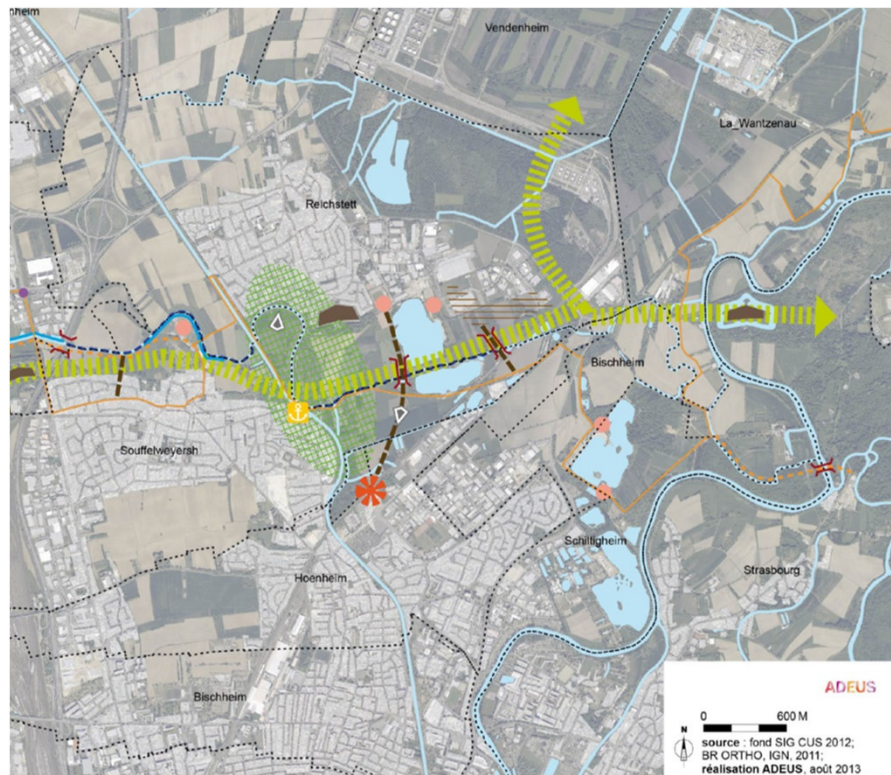 nheim
Vendenheim
La_Wantzenau
Reichstett
Bischheim
Souffelweyersh
Schiltigheim
Hoenheim
Strasbourg
Bischheim
ADEUS
0 600 M
N
source : fond SIG CUS 2012;
BR ORTHO, IGN, 2011;
réalisation ADEUS, août 2013